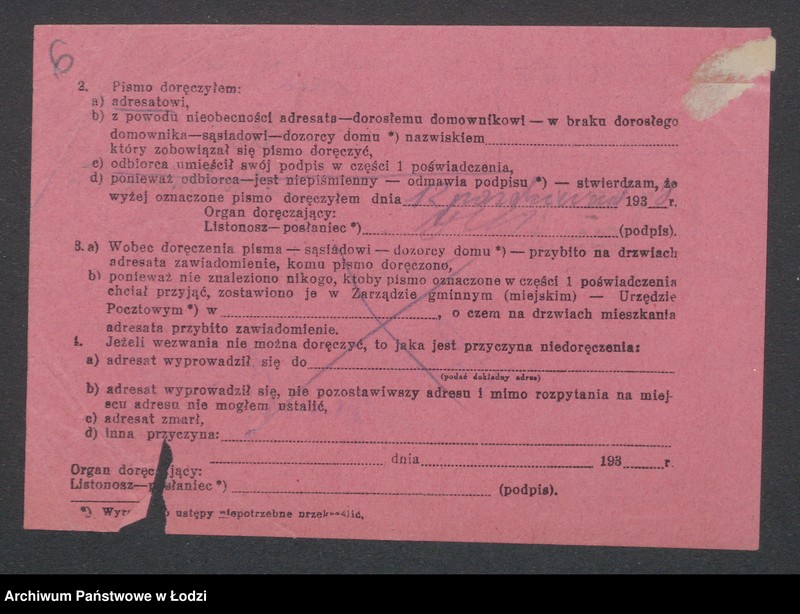 6
2. Pismo doręczyłem:
a) adresatowi,
b) z powodu nieobecności adresata—dorosłemu domownikowi—w braku dorosłego
domownika—sąsiadowi—dozorcy domu *) nazwiskiem
który zobowiązał się pismo doręczyć,
c) odbiorca umieścił swój podpis w części 1 poświadczenia,
d) ponieważ odbiorca—jest niepiśmienny — odmawia podpisu *) — stwierdzam, że
wyżej oznaczone pismo doręczyłem dnia 12 października 193 8 r.
Organ doręczający:
Listonosz—posłaniec *) (podpis).
3. a) Wobec doręczenia pisma — sąsiadowi — dozorcy domu *) — przybito na drzwiach
adresata zawiadomienie, komu pismo doręczono,
b) ponieważ nie znaleziono nikogo, ktoby pismo oznaczone w części 1 poświadczenia
chciał przyjąć, zostawiono je w Zarządzie gminnym (miejskim) — Urzędzie
Pocztowym *) w , o czem na drzwiach mieszkania
adresata przybito zawiadomienie.
4. Jeżeli wezwania nie można doręczyć, to jaka jest przyczyna niedoręczenia:
a) adresat wyprowadził się do
(podać dokładny adres)
b) adresat wyprowadził się, nie pozostawiwszy adresu i mimo rozpytania na miej-
scu adresu nie mogłem ustalić,
c) adresat zmarł,
d) inna przyczyna:
dnia 193 r.
Organ doręczający:
Listonosz—posłaniec *) (podpis).
*) ustępy niepotrzebne przekreślić.
Archiwum Państwowe w Łodzi